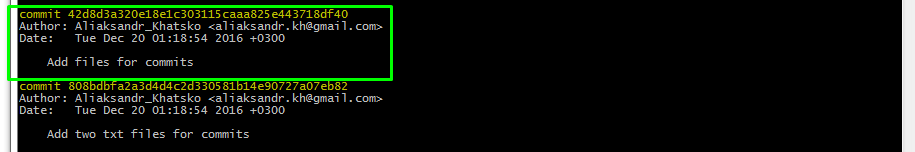 commit 42d8d3a320e18e1c303115caaa825e443718df40
Author: Aliaksandr_Khatsko <aliaksandr.kh@gmail.com>
Date:   Tue Dec 20 01:18:54 2016 +0300
Add files for commits
commit 808bdbfa2a3d4d4c2d330581b14e90727a07eb82
Author: Aliaksandr_Khatsko <aliaksandr.kh@gmail.com>
Date:   Tue Dec 20 01:18:54 2016 +0300
Add two txt files for commits